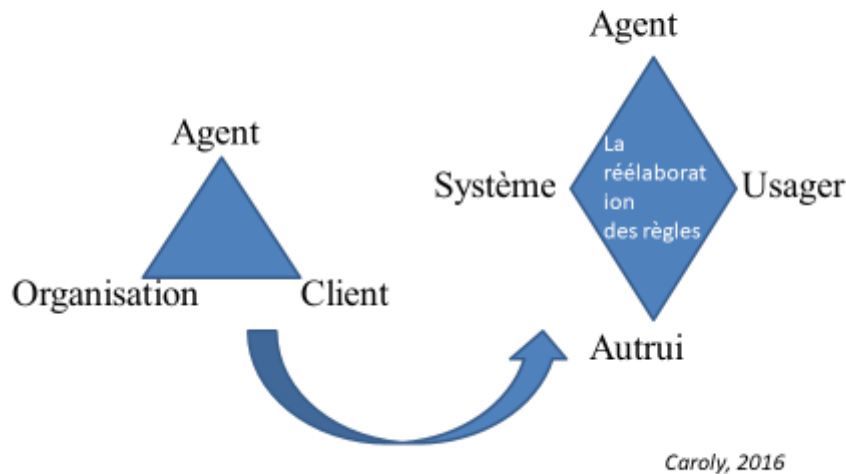 Agent
Organisation
Client
Agent
Système
La
réélaborat
ion
des règles
Usager
Autrui
Caroly, 2016